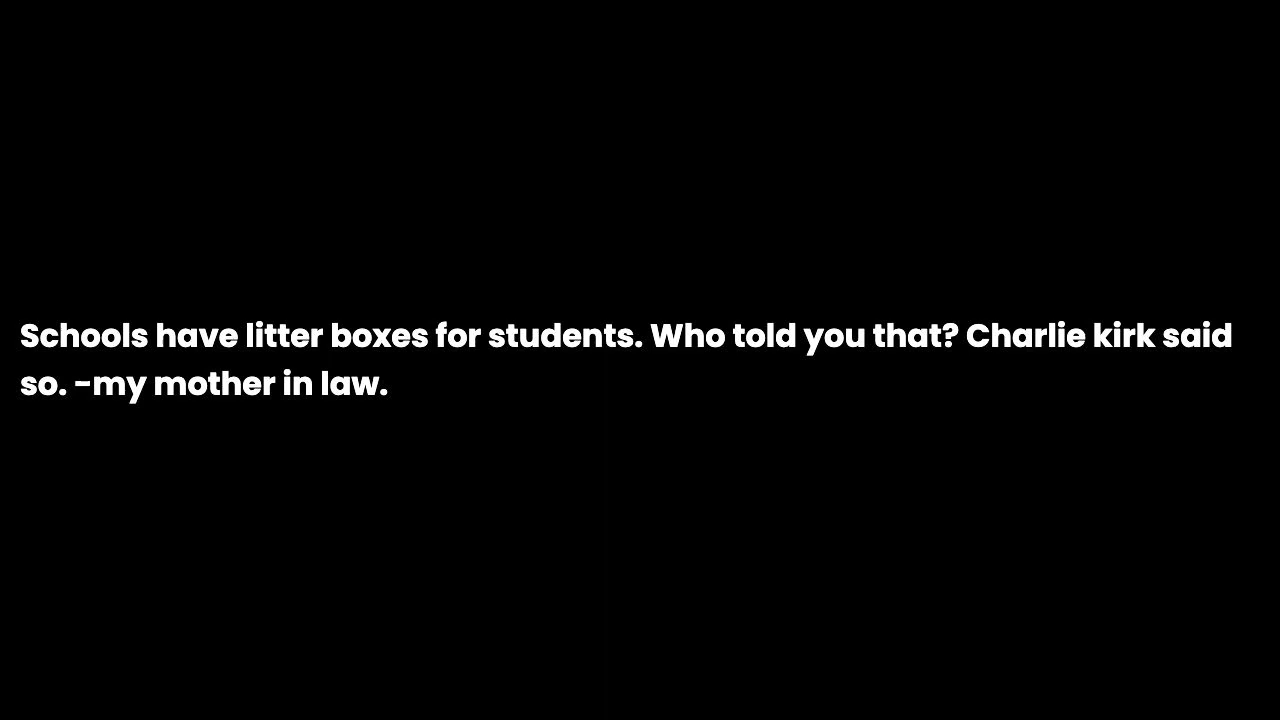 Schools have litter boxes for students. Who told you that? Charlie kirk said
so. -my mother in law.